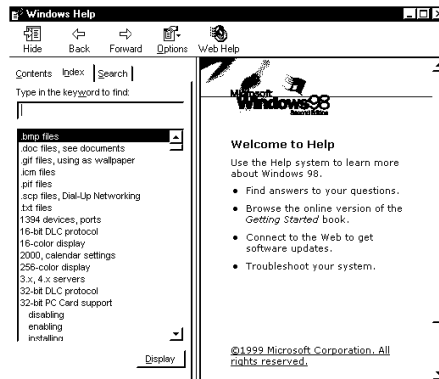 Windows Help
Hide Back Forward Options Web Help
Contents Index Search
Type in the keyword to find:
.bmp files
.doc files, see documents
.gif files, using as wallpaper
.icm files
.pif files
.scp files, Dial-Up Networking
.txt files
1394 devices, ports
16-bit DLC protocol
16-color display
2000, calendar settings
256-color display
3.x, 4.x servers
32-bit DLC protocol
32-bit PC Card support
disabling
enabling
installing
Display
Microsoft
Windows98
Second Edition
Welcome to Help
Use the Help system to learn more
about Windows 98.
• Find answers to your questions.
• Browse the online version of the
Getting Started book.
• Connect to the Web to get
software updates.
• Troubleshoot your system.
©1999 Microsoft Corporation. All
rights reserved.